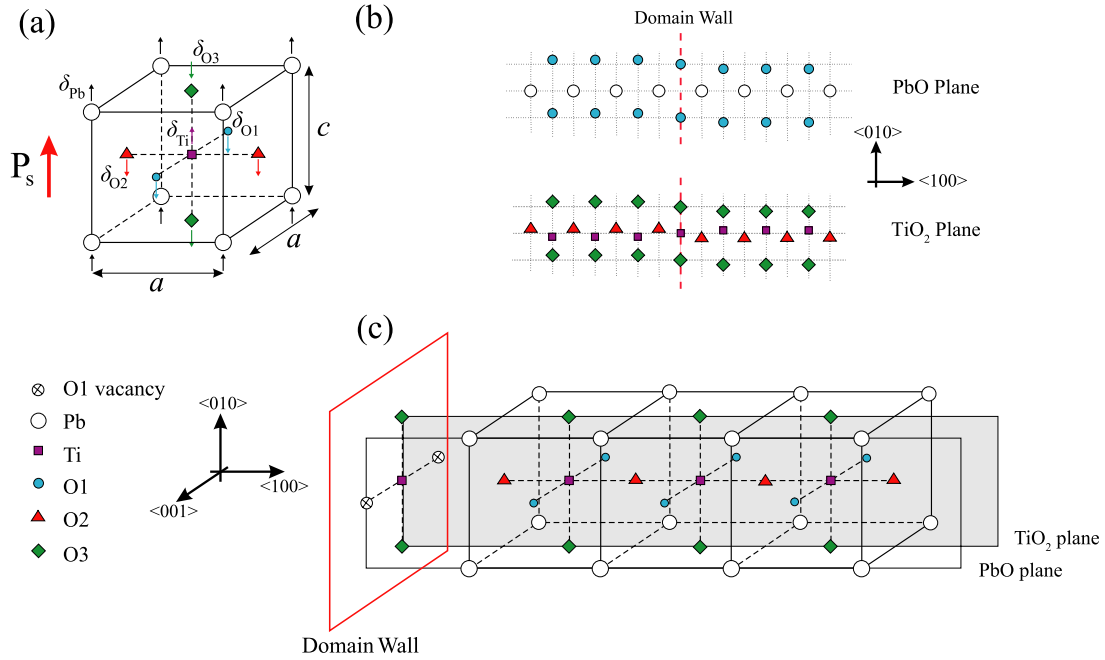 (a)
δO3
δPb
δTi
δO1
Ps
δO2
c
a
a
(b)
Domain Wall
PbO Plane
<010>
<100>
TiO2 Plane
(c)
O1 vacancy
Pb
Ti
O1
O2
O3
<010>
<100>
<001>
TiO2 plane
PbO plane
Domain Wall